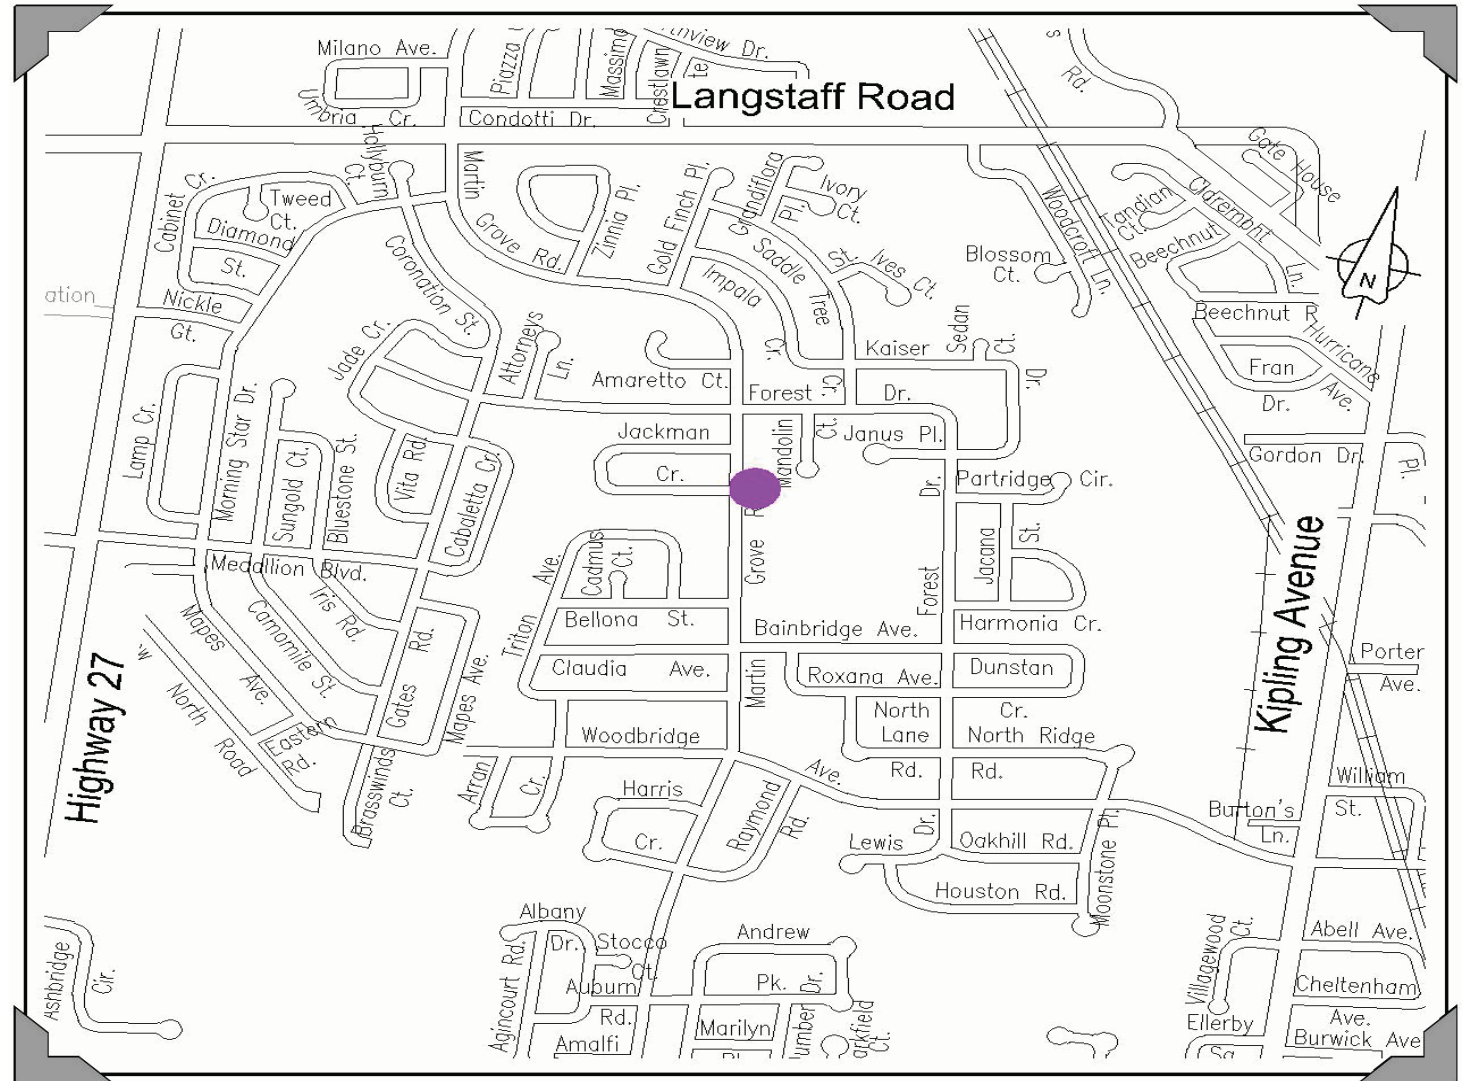 Milano Ave.
Piazza
Massimo
Crestlawn
thview Dr.
te
s
Rd.
Langstaff Road
Umbria Cr.
Condotti Dr.
Hollyburn
Ct.
Martin
Grove Rd.
Gate House
Cabinet Cr.
Tweed
Ct.
Diamond
St.
Zinnia Pl.
Gold Finch Pl.
Grandiflora
Pl.
Ivory
Ct.
Tandian
Ct.
Claremont
Ln.
Beechnut
Woodcroft Ln.
Blossom
Ct.
Coronation St.
Saddle
Tree
St.
Ives Ct.
Impala
Cr.
N
ation
Nickle
Gt.
Beechnut R
Hurricane
Ave.
Jade Cr.
Attorneys
Ln.
Sedan
Ct.
Kaiser
Dr.
Fran
Dr.
Amaretto Ct.
Forest
Cr.
Dr.
Lamp Cr.
Morning Star Dr.
Sungold Ct.
Bluestone St.
Vita Rd.
Cabaletta Cr.
Jackman
Cr.
Mandolin
Ct.
Janus Pl.
Gordon Dr.
Pl.
Partridge Cir.
Dr.
Forest
Jacana
St.
Medallion Blvd.
Grove
R
Cadmus
Ct.
Triton
Ave.
Bellona St.
Bainbridge Ave.
Harmonia Cr.
Iris Rd.
Camomile St.
Mapes
Ave.
Rd.
Gates
Mapes Ave.
Claudia Ave.
Martin
Roxana Ave.
Dunstan
Cr.
Highway 27
Kipling Avenue
Porter
Ave.
w
North
Road
Eastern
Rd.
Woodbridge
Ave.
North
Lane
Rd.
North Ridge
Rd.
Brasswinds
Ct.
Arran
Cr.
Harris
Cr.
Raymond
Rd.
William
St.
Burton's
Ln.
Lewis
Dr.
Oakhill Rd.
Houston Rd.
Moonstone Pl.
Albany
Dr.
Stocco
Ct.
Agincourt Rd.
Auburn
Rd.
Amalfi
Andrew
Pk.
Dr.
Marilyn
Pl.
umber
arkfield
Ct.
Ashbridge
Cir.
Villagewood
Ct.
Abell Ave.
Cheltenham
Ave.
Ellerby
Sq.
Burwick Ave